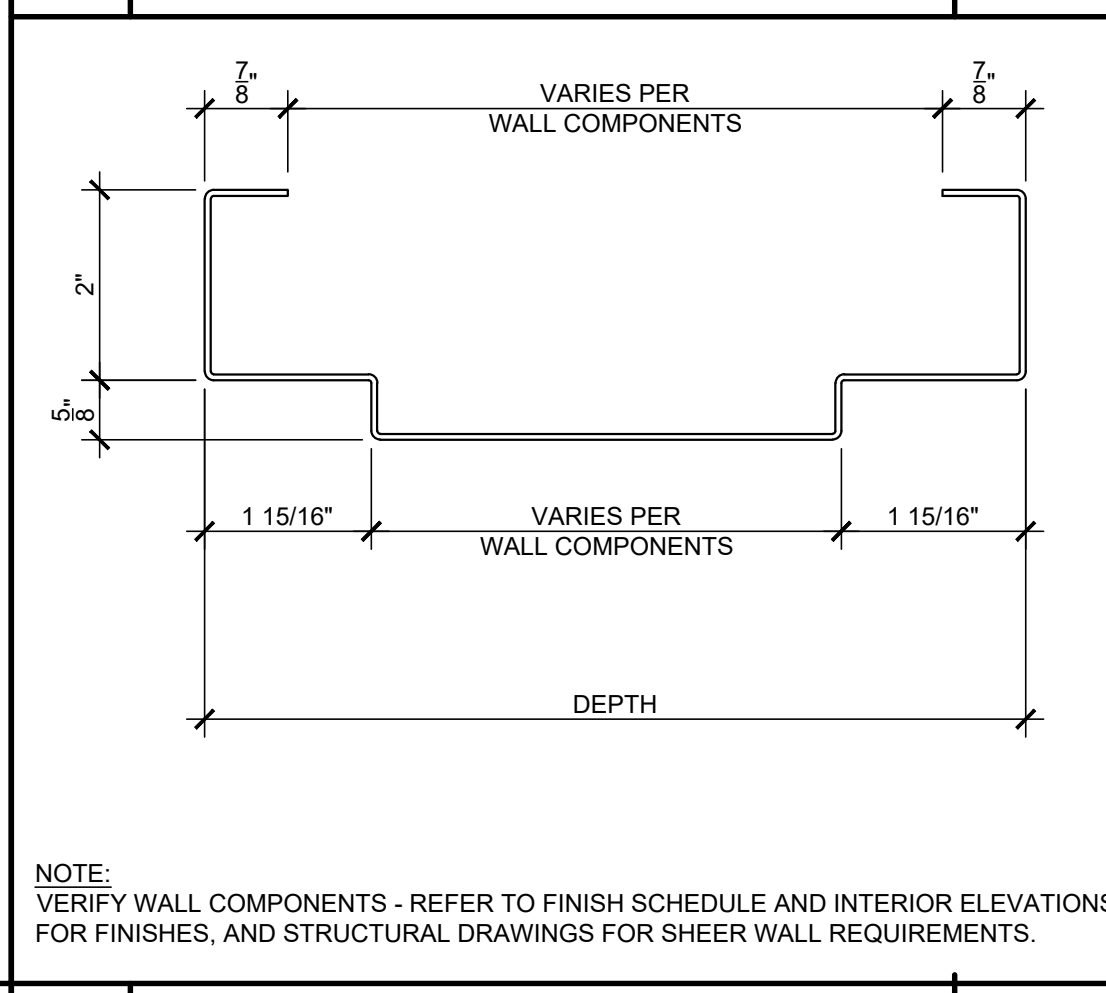 7/8"
VARIES PER
WALL COMPONENTS
7/8"
2"
5/8"
1 15/16"
VARIES PER
WALL COMPONENTS
1 15/16"
DEPTH
NOTE:
VERIFY WALL COMPONENTS - REFER TO FINISH SCHEDULE AND INTERIOR ELEVATIONS
FOR FINISHES, AND STRUCTURAL DRAWINGS FOR SHEER WALL REQUIREMENTS.